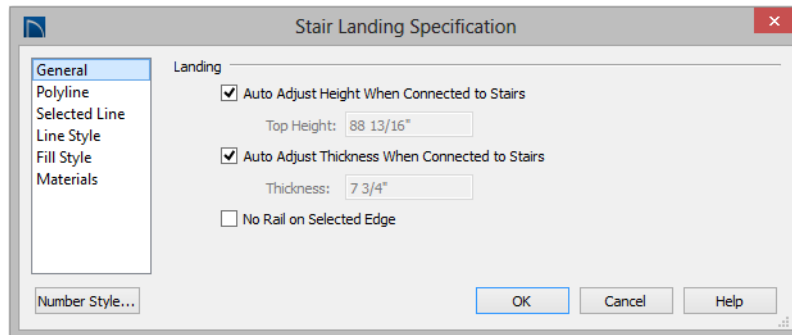 Stair Landing Specification
General
Polyline
Selected Line
Line Style
Fill Style
Materials
Landing
Auto Adjust Height When Connected to Stairs
Top Height: 88 13/16"
Auto Adjust Thickness When Connected to Stairs
Thickness: 7 3/4"
No Rail on Selected Edge
Number Style... OK Cancel Help